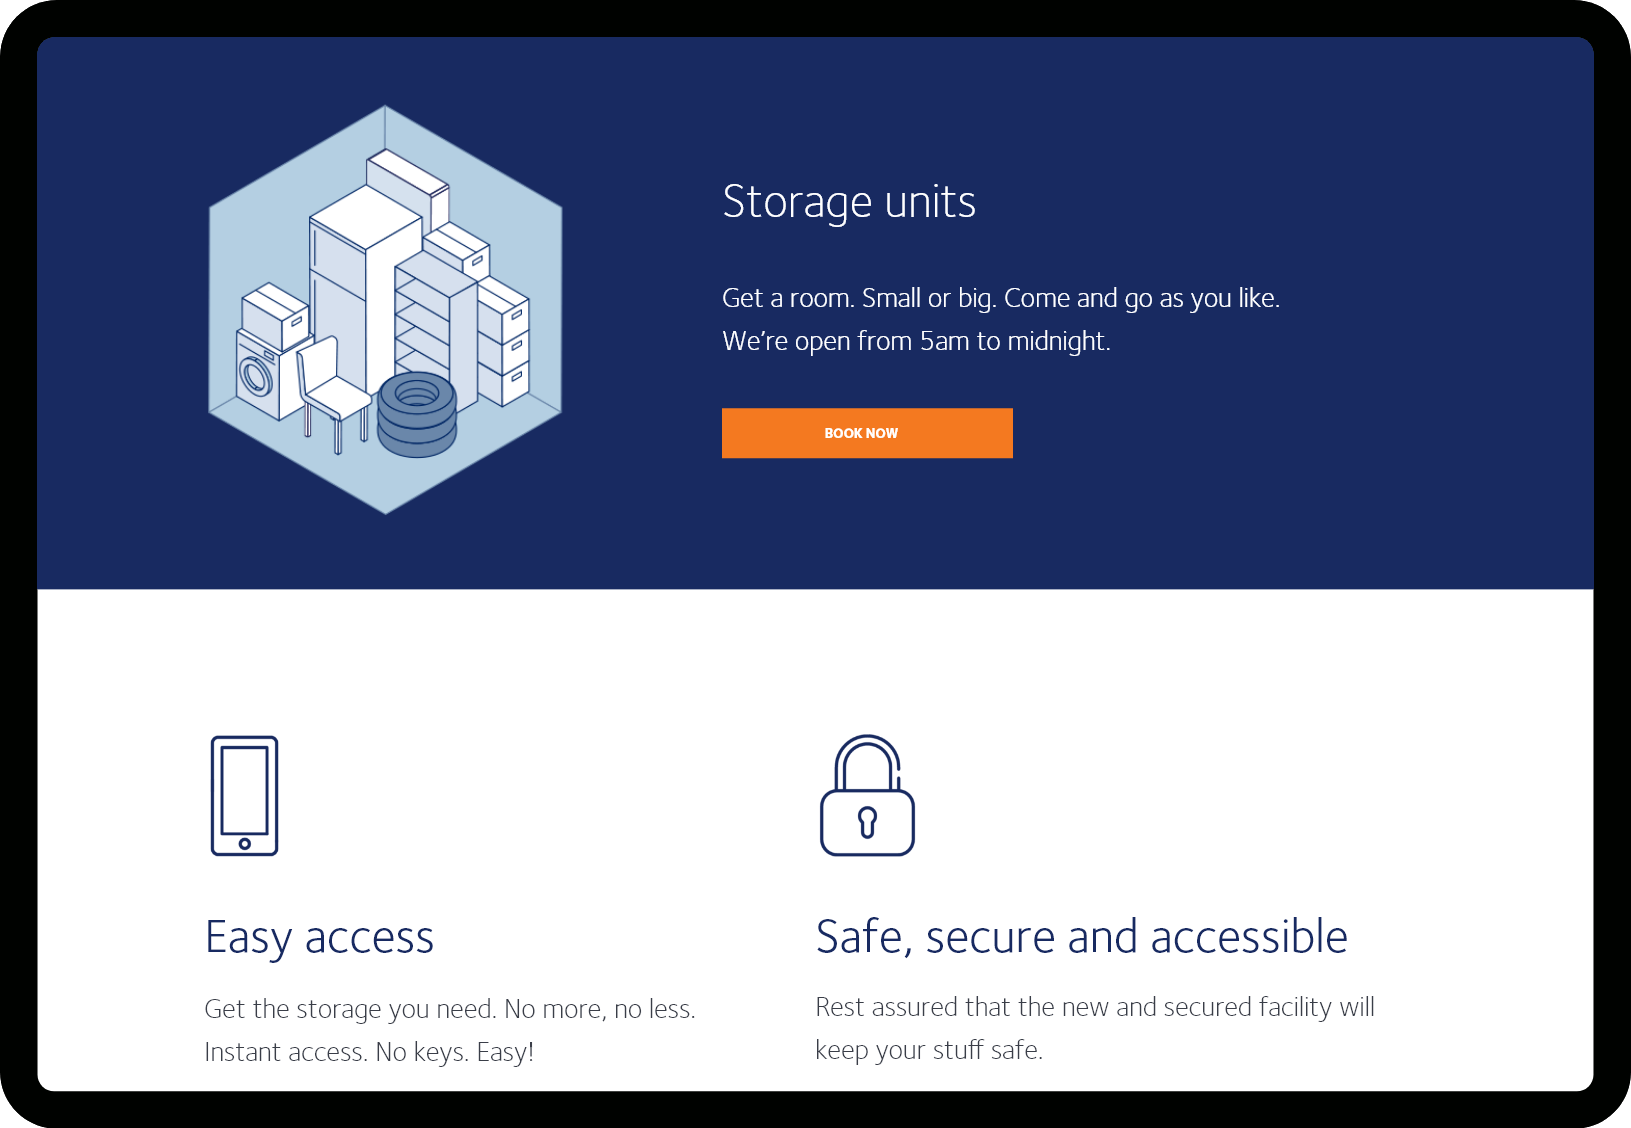 Storage units
Get a room. Small or big. Come and go as you like.
We’re open from 5am to midnight.
BOOK NOW
Easy access
Get the storage you need. No more, no less.
Instant access. No keys. Easy!
Safe, secure and accessible
Rest assured that the new and secured facility will
keep your stuff safe.